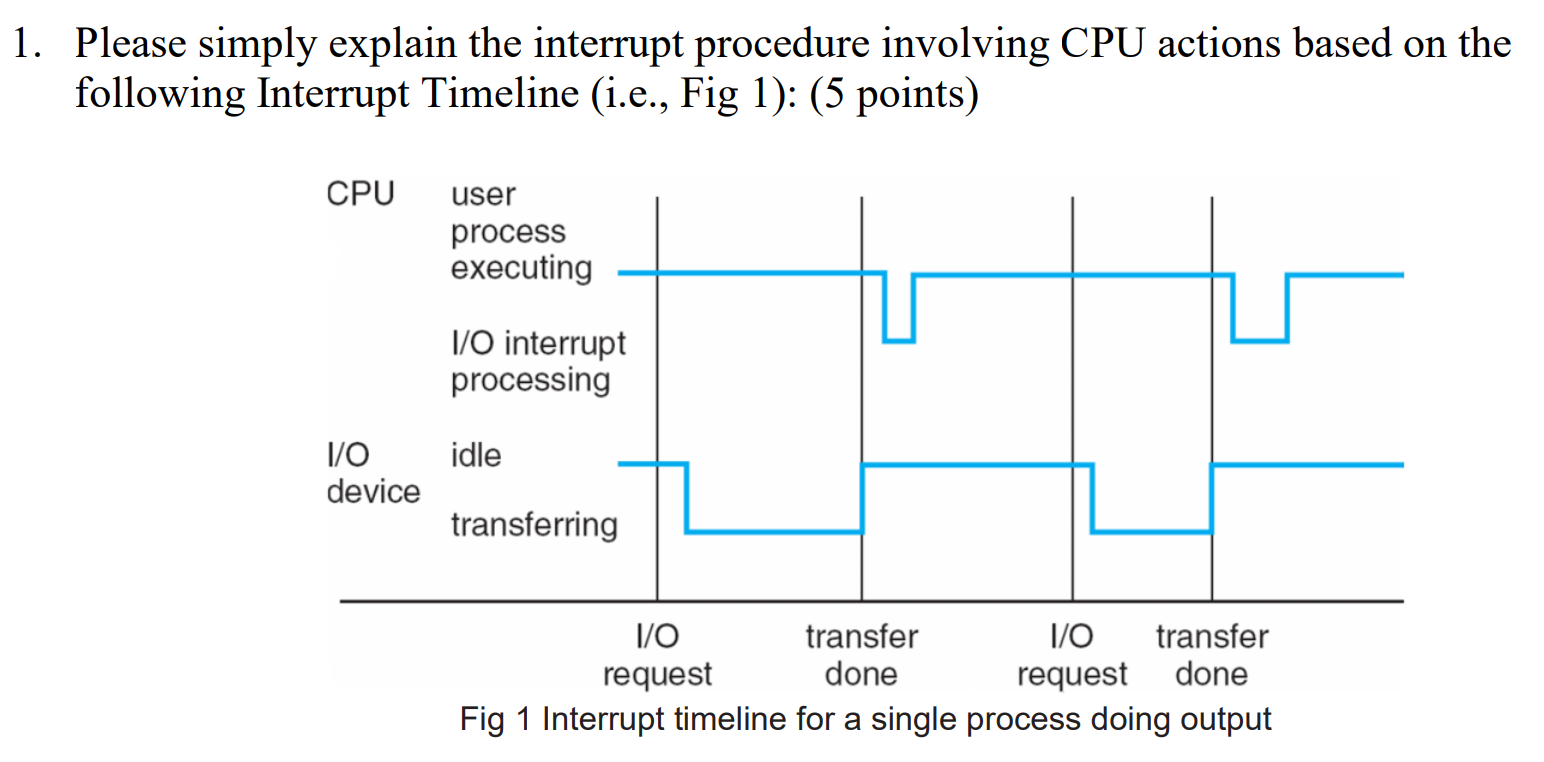 1. Please simply explain the interrupt procedure involving CPU actions based on the
following Interrupt Timeline (i.e., Fig 1): (5 points)
CPU
user
process
executing
I/O interrupt
processing
I/O
device
idle
transferring
I/O
request
transfer
done
I/O
request
transfer
done
Fig 1 Interrupt timeline for a single process doing output